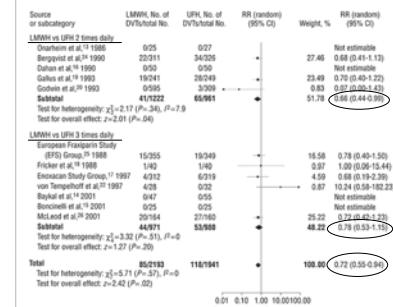 Source LMWH, No. of UFH, No. of RR (random) RR (random)
or subcategory DVTs/total No. DVTs/total No. (95% CI) Weight, % (95% CI)
LMWH vs UFH 2 times daily
Onarheim et al, 1986 0/25 0/27 Not estimable
Bergqvist et al, 1990 22/311 34/326 27.46 0.68 (0.41-1.13)
Dahan et al, 1990 0/50 0/50 Not estimable
Gallus et al, 1993 19/241 28/249 23.49 0.70 (0.40-1.22)
Godwin et al, 1993 0/595 3/309 0.83 0.07 (0.00-1.43)
Subtotal 41/1222 65/961 51.78 0.66 (0.44-0.99)
Test for heterogeneity: =2.17 (P=.34), I²=7.9
Test for overall effect: z=2.01 (P=.04)
LMWH vs UFH 3 times daily
European Fraxiparin Study
(EFS) Group, 1988 15/355 19/349 16.58 0.78 (0.40-1.50)
Fricker et al, 1988 1/40 1/40 0.97 1.00 (0.06-15.44)
Enoxacan Study Group, 1997 4/312 6/319 4.59 0.68 (0.19-2.39)
von Tempelhoff et al, 1997 4/28 0/32 0.87 10.24 (0.58-182.23)
Baykal et al, 2001 0/47 0/55 Not estimable
Boncinelli et al, 2001 0/25 0/25 Not estimable
McLeod et al, 2001 20/164 27/160 25.22 0.72 (0.42-1.23)
Subtotal 44/971 53/980 48.22 0.78 (0.53-1.15)
Test for heterogeneity: =3.32 (P=.51), I²=0
Test for overall effect: z=1.27 (P=.20)
Total 85/2193 118/1941 100.00 0.72 (0.55-0.94)
Test for heterogeneity: =5.71 (P=.57), I²=0
Test for overall effect: z=2.42 (P=.02)
0.01 0.10 1.00 10.00 100.00